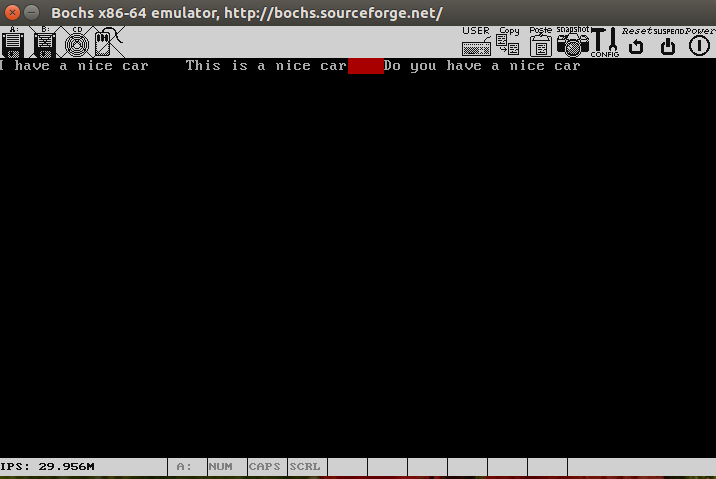 Bochs x86-64 emulator, http://bochs.sourceforge.net/
A: B: CD USER Copy Paste snapshot CONFIG Reset SUSPEND Power
I have a nice car    This is a nice car    Do you have a nice car
IPS: 29.956M A: NUM CAPS SCRL